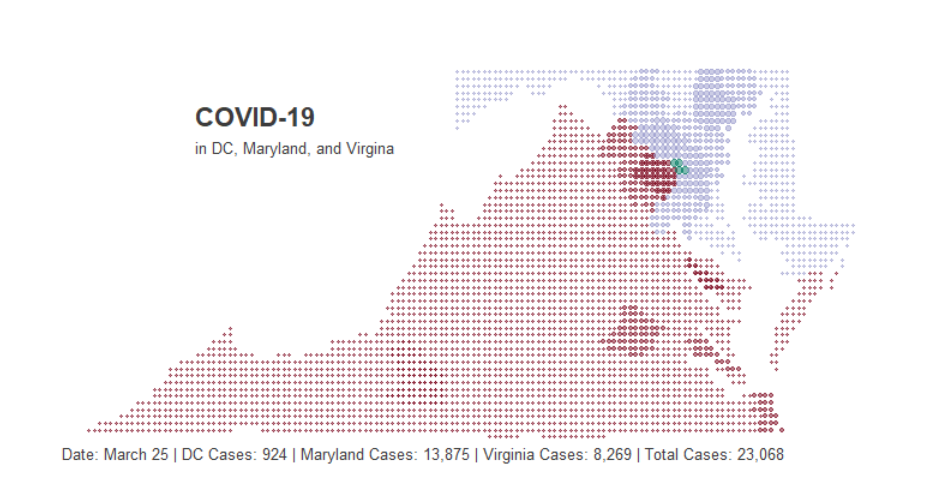 COVID-19
in DC, Maryland, and Virgina
Date: March 25 | DC Cases: 924 | Maryland Cases: 13,875 | Virginia Cases: 8,269 | Total Cases: 23,068